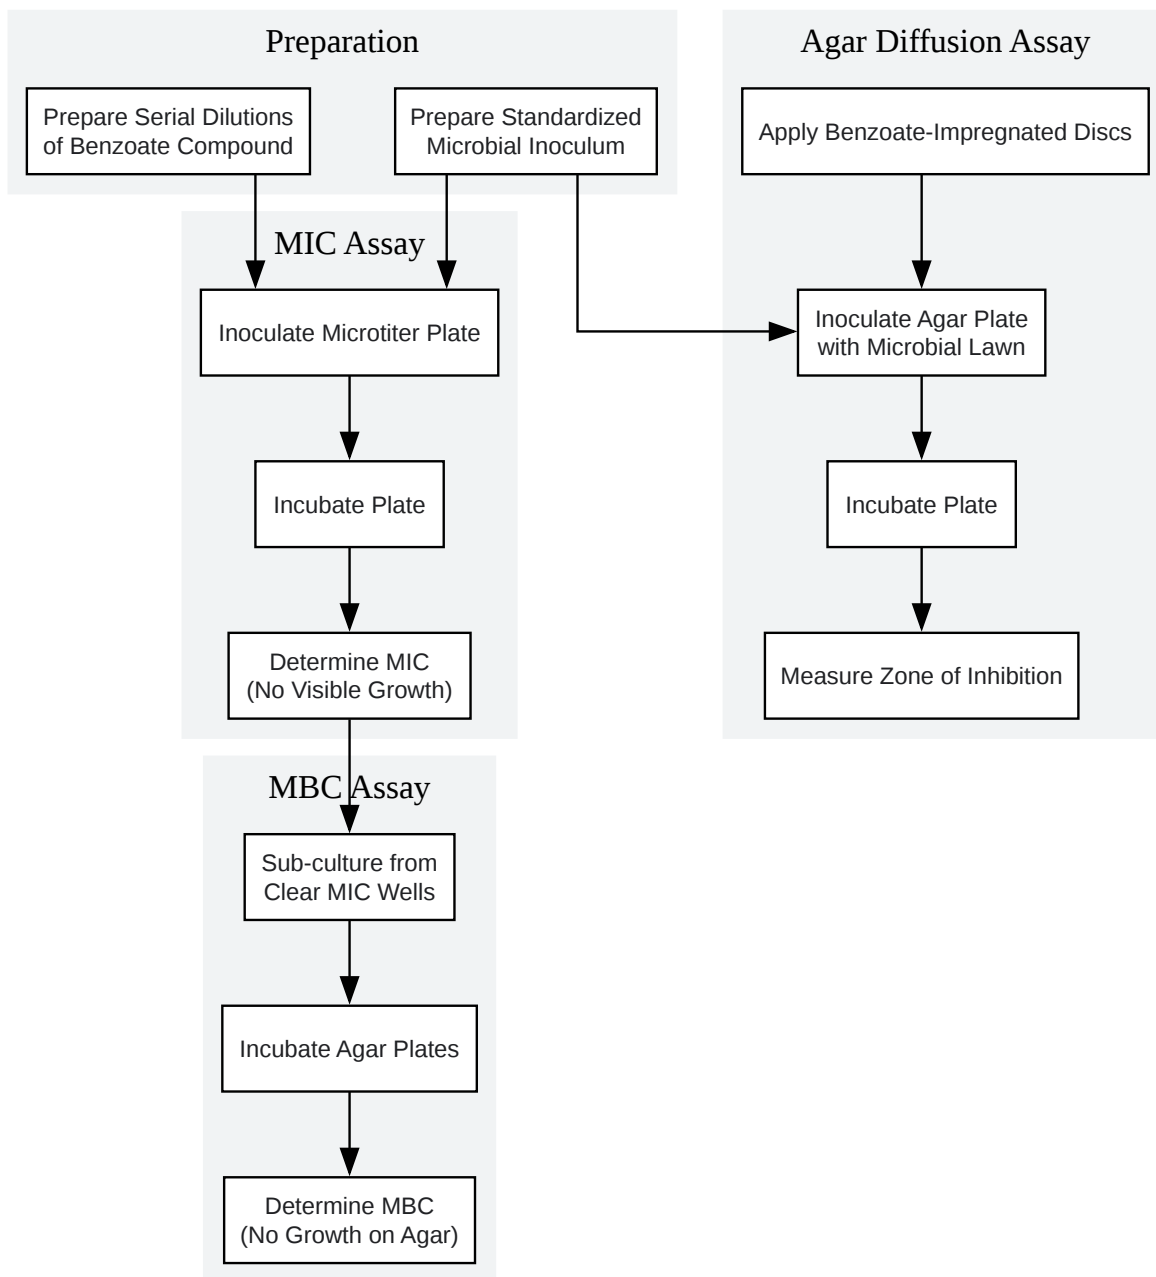 Preparation
Prepare Serial Dilutions
of Benzoate Compound
Prepare Standardized
Microbial Inoculum
MIC Assay
Inoculate Microtiter Plate
Incubate Plate
Determine MIC
(No Visible Growth)
MBC Assay
Sub-culture from
Clear MIC Wells
Incubate Agar Plates
Determine MBC
(No Growth on Agar)
Agar Diffusion Assay
Apply Benzoate-Impregnated Discs
Inoculate Agar Plate
with Microbial Lawn
Incubate Plate
Measure Zone of Inhibition